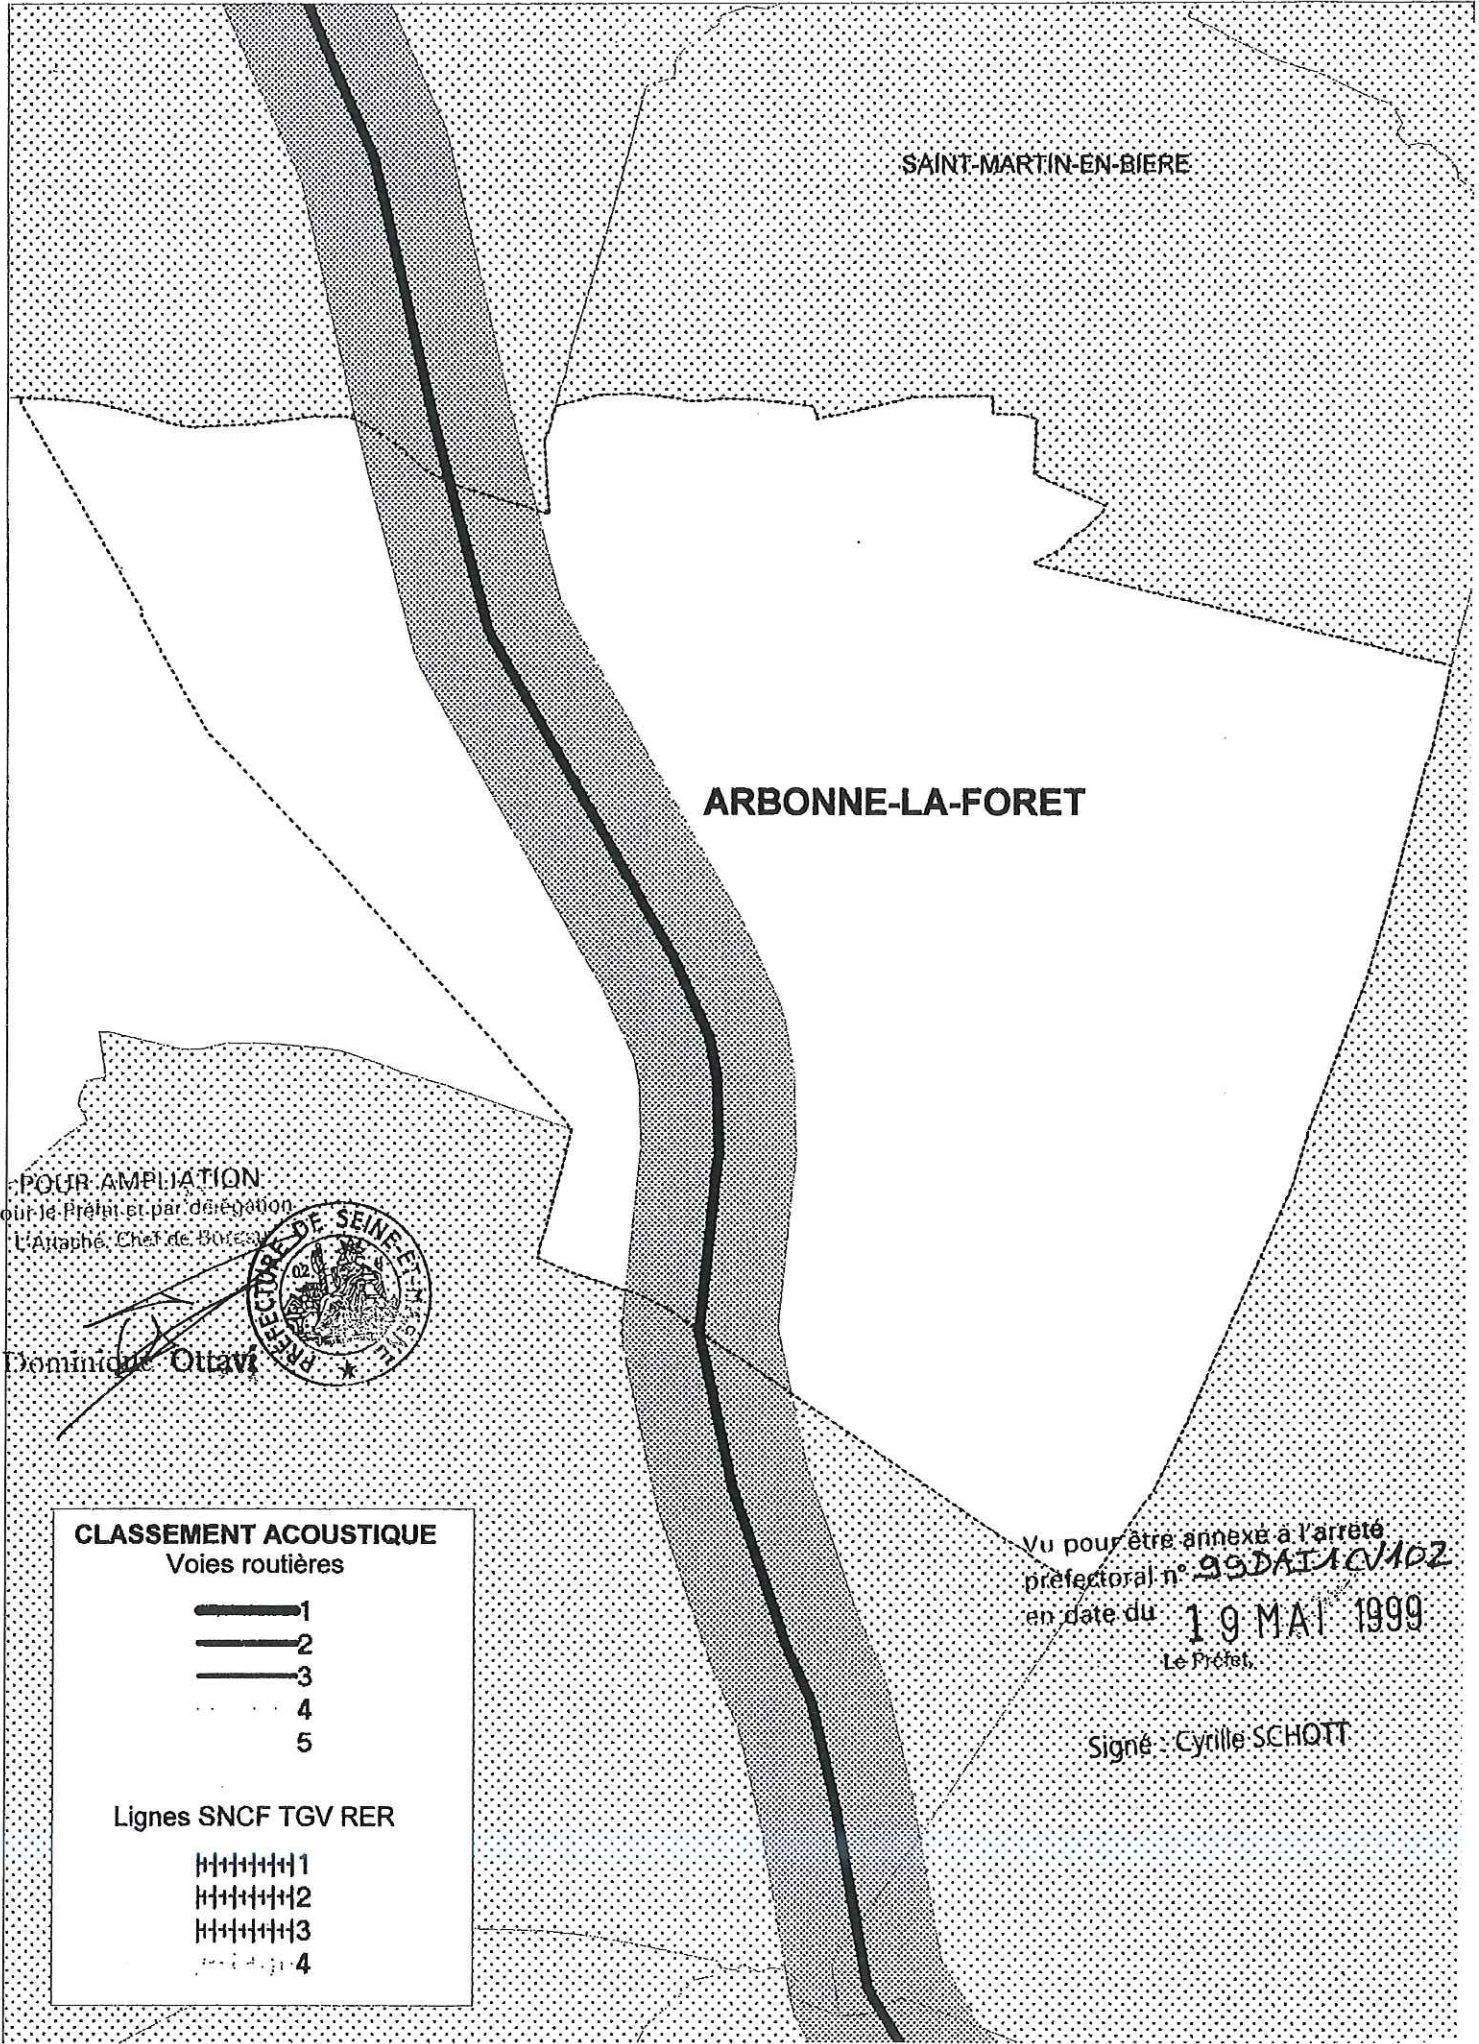 SAINT-MARTIN-EN-BIERE
ARBONNE-LA-FORET
POUR AMPLIATION
our le Préfet et par délégation
L'Attaché, Chef de Bureau
PREFECTURE DE SEINE-ET-MARNE
Dominique Ottavi
CLASSEMENT ACOUSTIQUE
Voies routières
1
2
3
4
5
Lignes SNCF TGV RER
1
2
3
4
Vu pour être annexé à l'arrêté
préfectoral n° 99DAI1CV102
en date du 19 MAI 1999
Le Préfet,
Signé : Cyrille SCHOTT